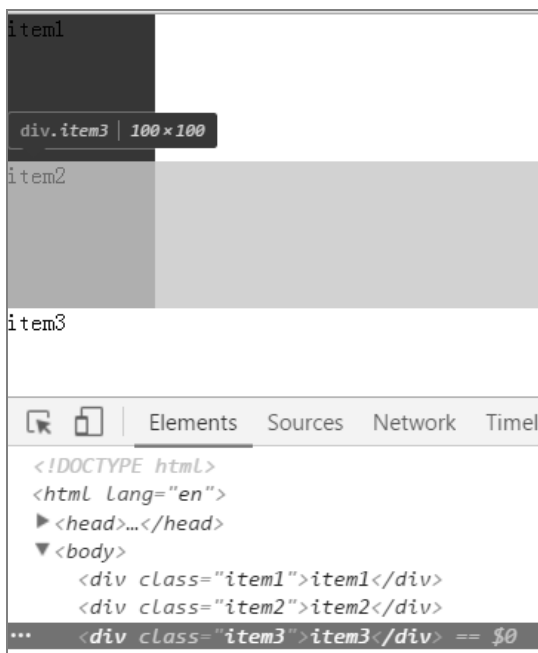 item1
div.item3 100×100
item2
item3
Elements Sources Network Timel
<!DOCTYPE html>
<html lang="en">
<head>…</head>
<body>
<div class="item1">item1</div>
<div class="item2">item2</div>
··· <div class="item3">item3</div> == $0